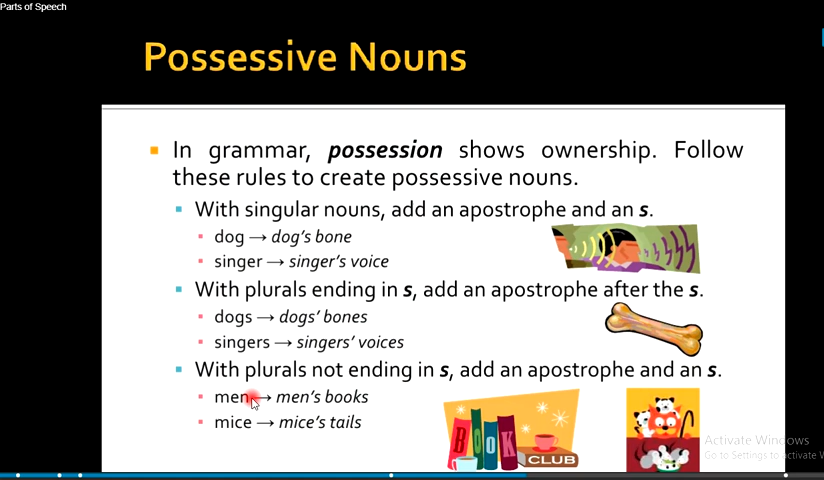 Parts of Speech
Possessive Nouns
In grammar, possession shows ownership. Follow
these rules to create possessive nouns.
With singular nouns, add an apostrophe and an s.
dog → dog's bone
singer → singer's voice
With plurals ending in s, add an apostrophe after the s.
dogs → dogs' bones
singers → singers' voices
With plurals not ending in s, add an apostrophe and an s.
men → men's books
mice → mice's tails
BOOK
CLUB
Activate Windows
Go to Settings to activate W